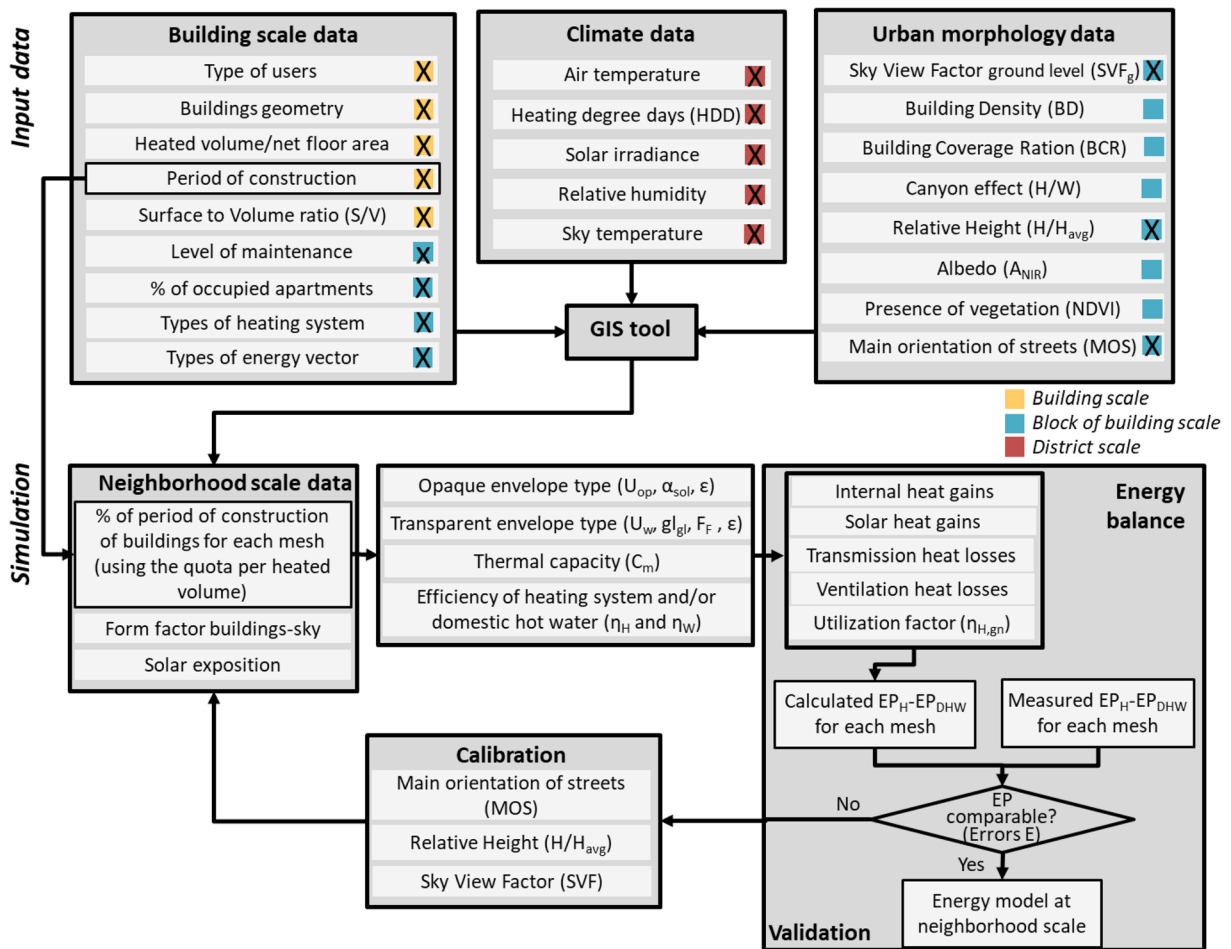 Input data
Building scale data
Type of users X
Buildings geometry X
Heated volume/net floor area X
Period of construction X
Surface to Volume ratio (S/V) X
Level of maintenance X
% of occupied apartments X
Types of heating system X
Types of energy vector X
Climate data
Air temperature X
Heating degree days (HDD) X
Solar irradiance X
Relative humidity X
Sky temperature X
Urban morphology data
Sky View Factor ground level (SVFg) X
Building Density (BD)
Building Coverage Ration (BCR)
Canyon effect (H/W)
Relative Height (H/Havg) X
Albedo (ANIR)
Presence of vegetation (NDVI)
Main orientation of streets (MOS) X
GIS tool
Building scale
Block of building scale
District scale
Simulation
Neighborhood scale data
% of period of construction
of buildings for each mesh
(using the quota per heated
volume)
Form factor buildings-sky
Solar exposition
Opaque envelope type (Uop, αsol, ε)
Transparent envelope type (Uw, glgl, FF , ε)
Thermal capacity (Cm)
Efficiency of heating system and/or
domestic hot water (ηH and ηW)
Energy
balance
Internal heat gains
Solar heat gains
Transmission heat losses
Ventilation heat losses
Utilization factor (ηH,gn)
Calculated EPH-EPDHW
for each mesh
Measured EPH-EPDHW
for each mesh
EP
comparable?
(Errors E)
No
Yes
Energy model at
neighborhood scale
Validation
Calibration
Main orientation of streets
(MOS)
Relative Height (H/Havg)
Sky View Factor (SVF)